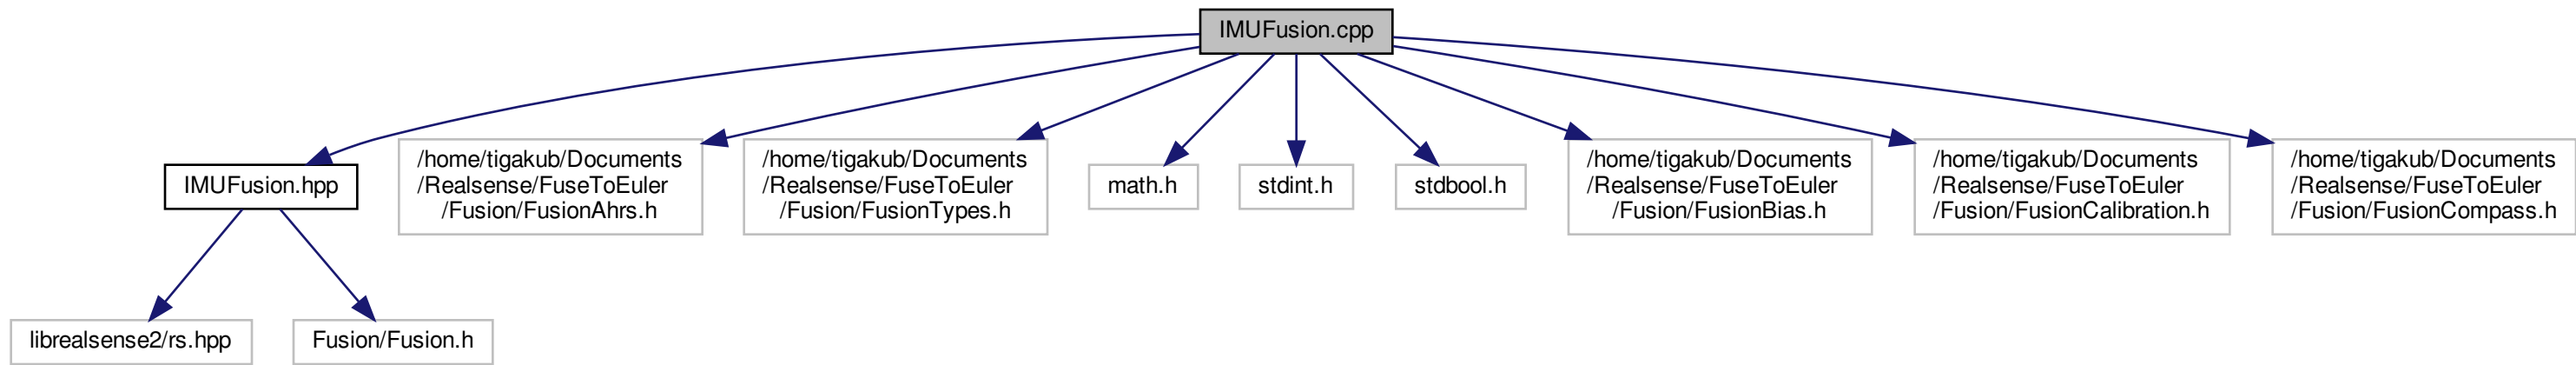 IMUFusion.cpp
IMUFusion.hpp
/home/tigakub/Documents
/Realsense/FuseToEuler
/Fusion/FusionAhrs.h
/home/tigakub/Documents
/Realsense/FuseToEuler
/Fusion/FusionTypes.h
math.h
stdint.h
stdbool.h
/home/tigakub/Documents
/Realsense/FuseToEuler
/Fusion/FusionBias.h
/home/tigakub/Documents
/Realsense/FuseToEuler
/Fusion/FusionCalibration.h
/home/tigakub/Documents
/Realsense/FuseToEuler
/Fusion/FusionCompass.h
librealsense2/rs.hpp
Fusion/Fusion.h